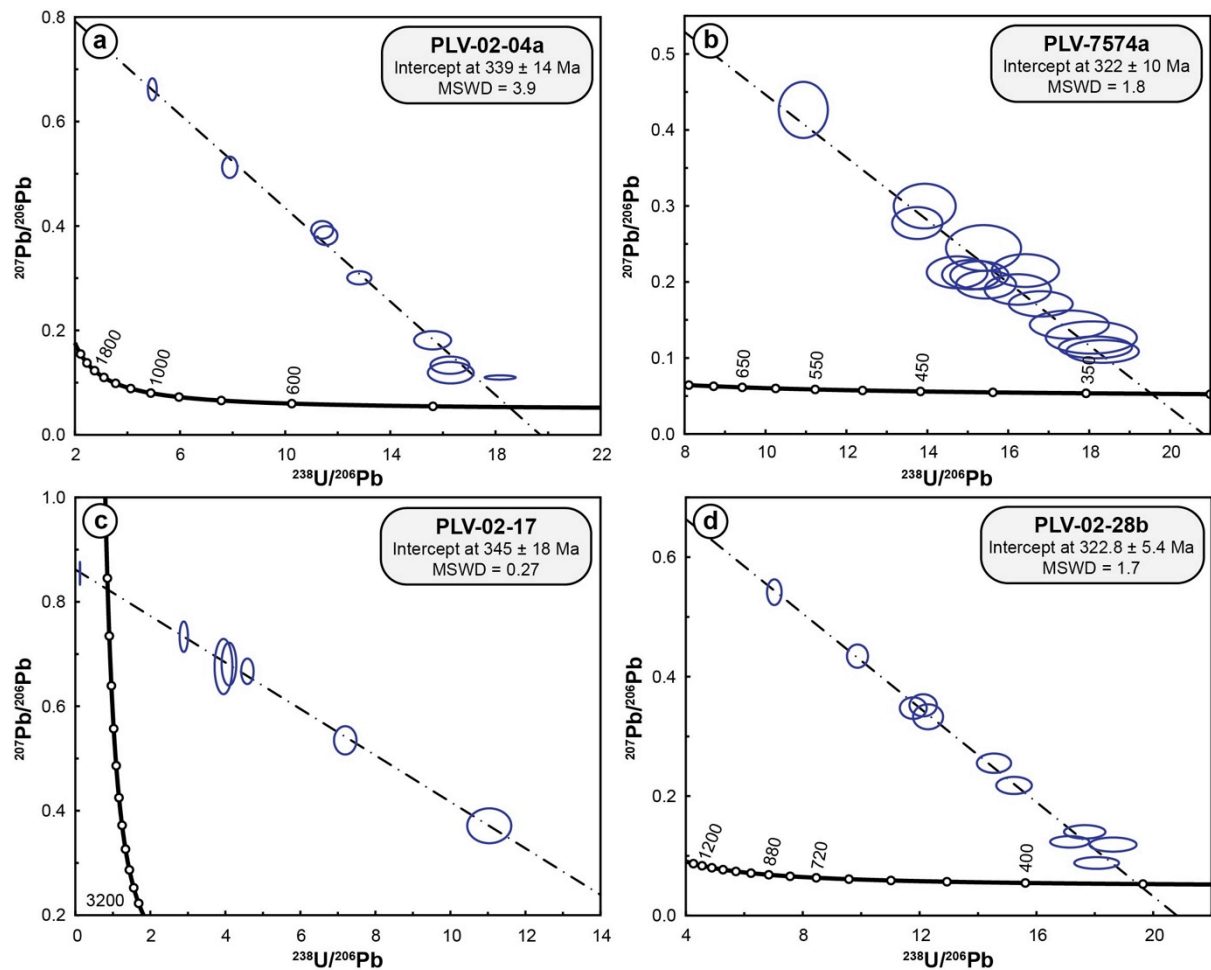 a
PLV-02-04a
Intercept at 339 ± 14 Ma
MSWD = 3.9
0.8
0.6
0.4
0.2
0.0
²⁰⁷Pb/²⁰⁶Pb
1800
1000
600
2 6 10 14 18 22
²³⁸U/²⁰⁶Pb
b
PLV-7574a
Intercept at 322 ± 10 Ma
MSWD = 1.8
0.5
0.4
0.3
0.2
0.1
0.0
²⁰⁷Pb/²⁰⁶Pb
650
550
450
350
8 10 12 14 16 18 20
²³⁸U/²⁰⁶Pb
c
PLV-02-17
Intercept at 345 ± 18 Ma
MSWD = 0.27
1.0
0.8
0.6
0.4
0.2
²⁰⁷Pb/²⁰⁶Pb
3200
0 2 4 6 8 10 12 14
²³⁸U/²⁰⁶Pb
d
PLV-02-28b
Intercept at 322.8 ± 5.4 Ma
MSWD = 1.7
0.6
0.4
0.2
0.0
²⁰⁷Pb/²⁰⁶Pb
1200
880
720
400
4 6 8 10 12 14 16 18 20
²³⁸U/²⁰⁶Pb